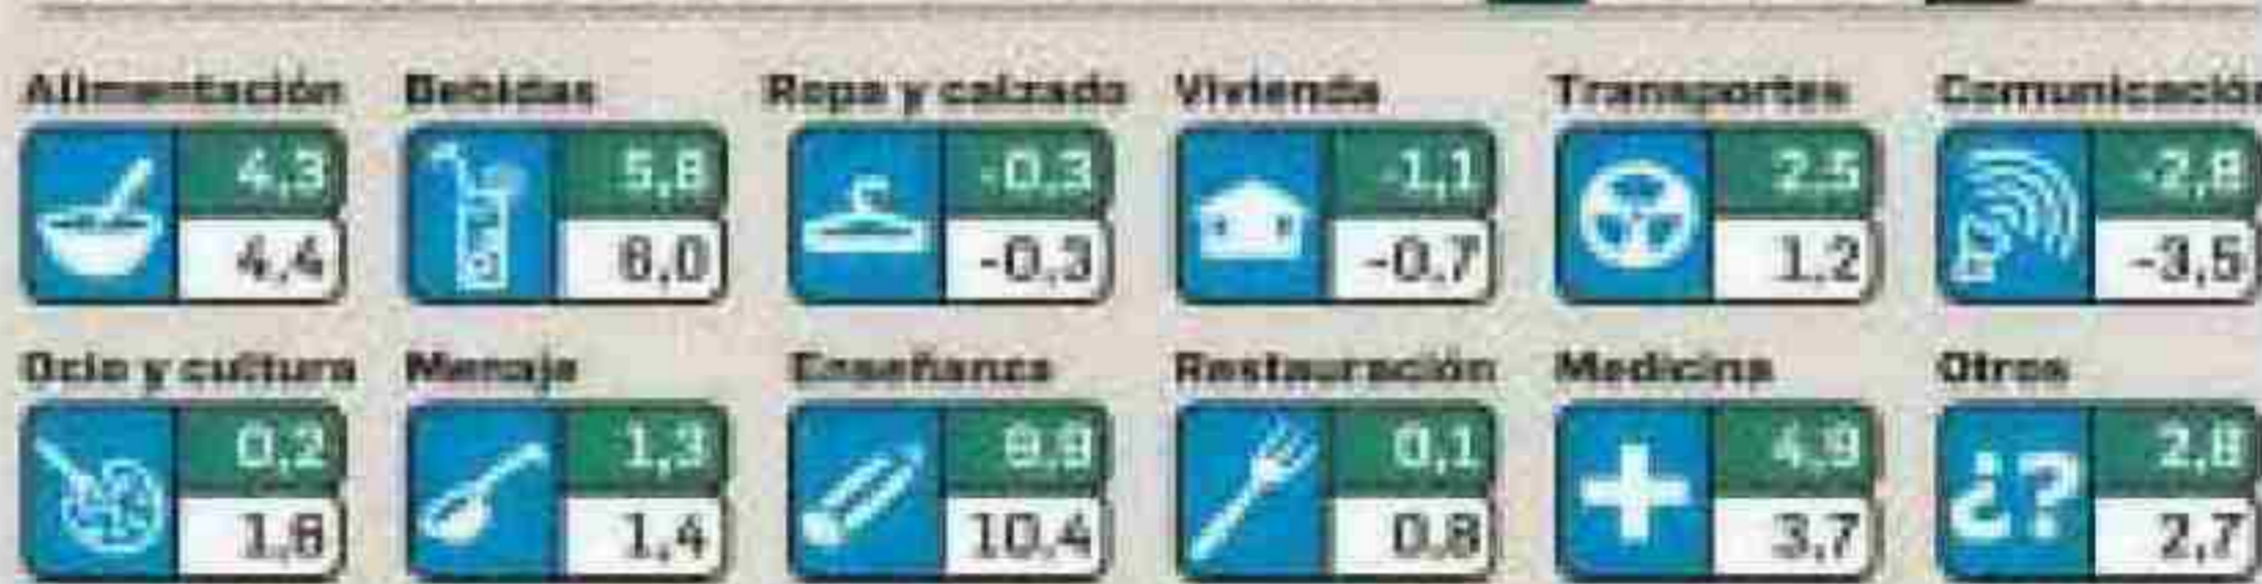 Alimentación Bebidas Ropa y calzado Vivienda Transportes Comunicación
4,3 5,8 -0,3 -1,1 2,5 -2,8
4,4 6,0 -0,3 -0,7 1,2 -3,5
Ocio y cultura Menaje Enseñanza Restauración Medicina Otros
0,2 1,3 0,1 4,9 2,8
1,8 1,4 10,4 0,8 3,7 2,7